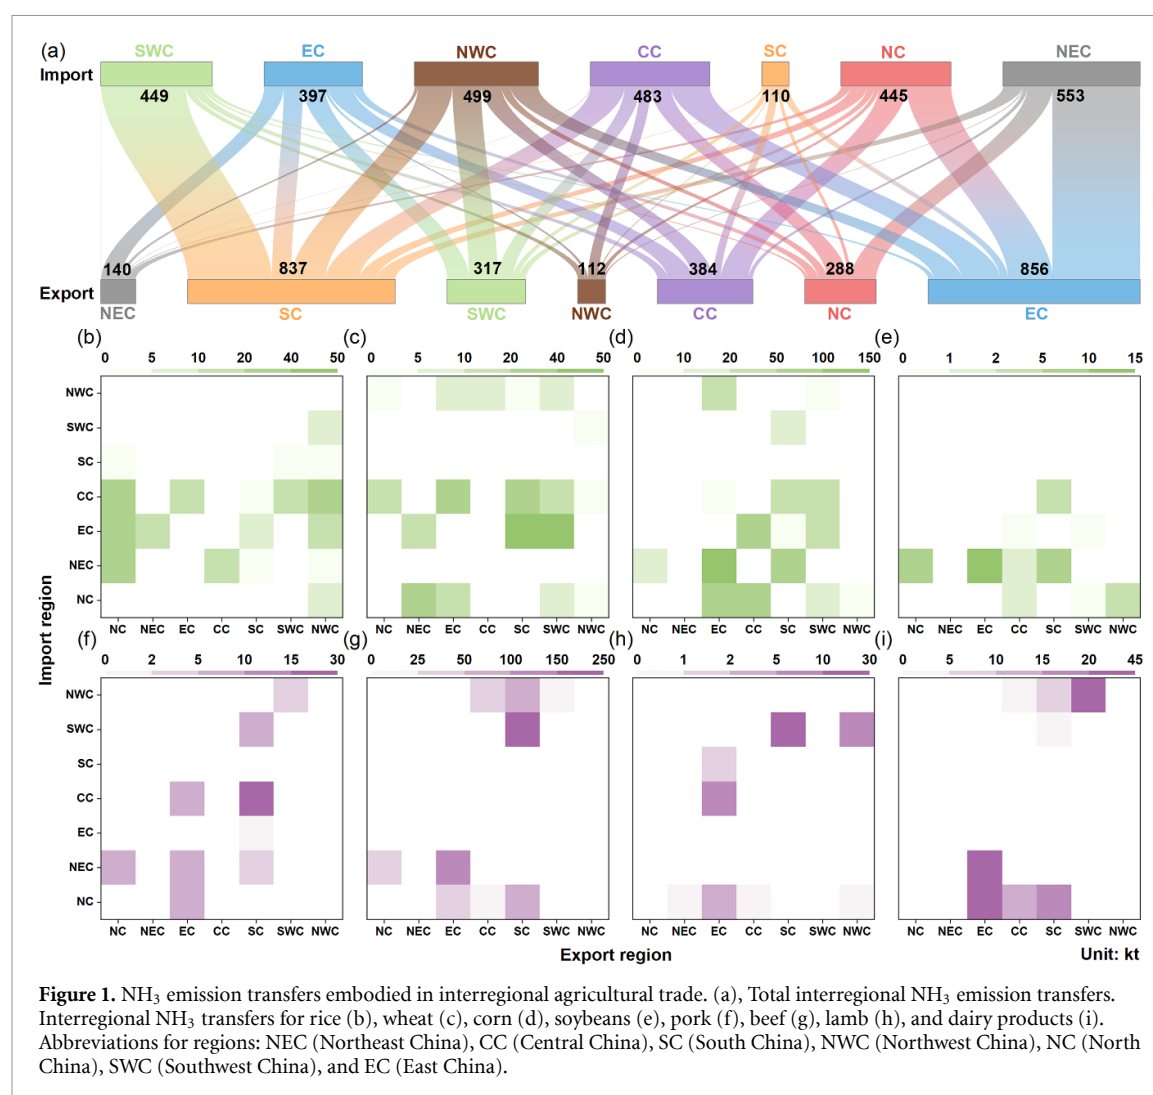 (a)
SWC EC NWC CC SC NC NEC
Import
449 397 499 483 110 445 553
140 837 317 112 384 288 856
Export
NEC SC SWC NWC CC NC EC
(b) (c) (d) (e)
0 5 10 20 40 50 0 5 10 20 40 50 0 10 20 50 100 150 0 1 2 5 10 15
NWC
SWC
SC
CC
EC
NEC
NC
NC NEC EC CC SC SWC NWC NC NEC EC CC SC SWC NWC NC NEC EC CC SC SWC NWC NC NEC EC CC SC SWC NWC
Import region
(f) (g) (h) (i)
0 2 5 10 15 30 0 25 50 100 150 250 0 1 2 5 10 30 0 5 10 15 20 45
NWC
SWC
SC
CC
EC
NEC
NC
NC NEC EC CC SC SWC NWC NC NEC EC CC SC SWC NWC NC NEC EC CC SC SWC NWC NC NEC EC CC SC SWC NWC
Export region
Unit: kt
Figure 1. NH₃ emission transfers embodied in interregional agricultural trade. (a), Total interregional NH₃ emission transfers.
Interregional NH₃ transfers for rice (b), wheat (c), corn (d), soybeans (e), pork (f), beef (g), lamb (h), and dairy products (i).
Abbreviations for regions: NEC (Northeast China), CC (Central China), SC (South China), NWC (Northwest China), NC (North
China), SWC (Southwest China), and EC (East China).